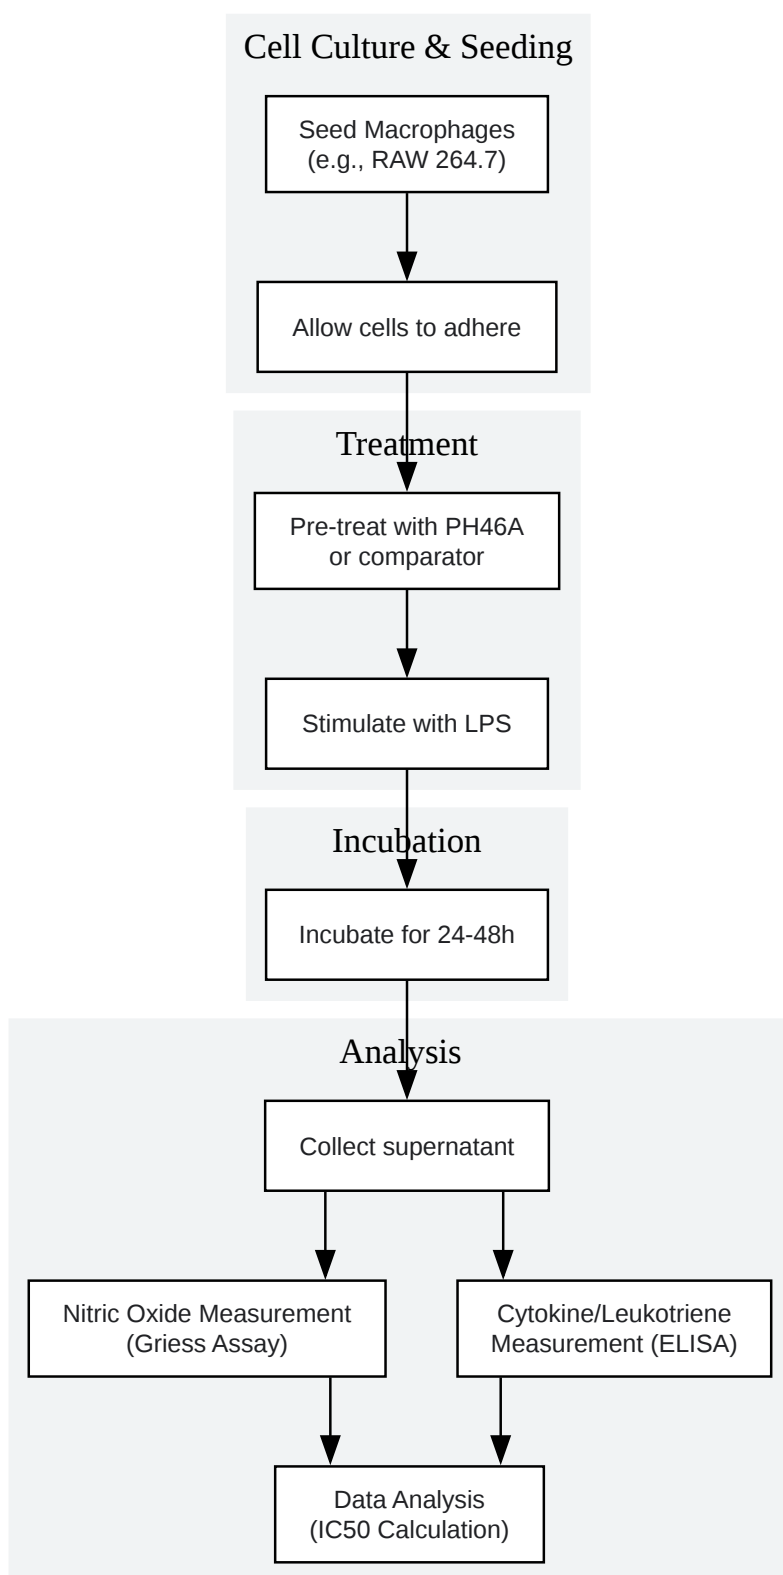 Cell Culture & Seeding
Seed Macrophages
(e.g., RAW 264.7)
Allow cells to adhere
Treatment
Pre-treat with PH46A
or comparator
Stimulate with LPS
Incubation
Incubate for 24-48h
Analysis
Collect supernatant
Nitric Oxide Measurement
(Griess Assay)
Cytokine/Leukotriene
Measurement (ELISA)
Data Analysis
(IC50 Calculation)